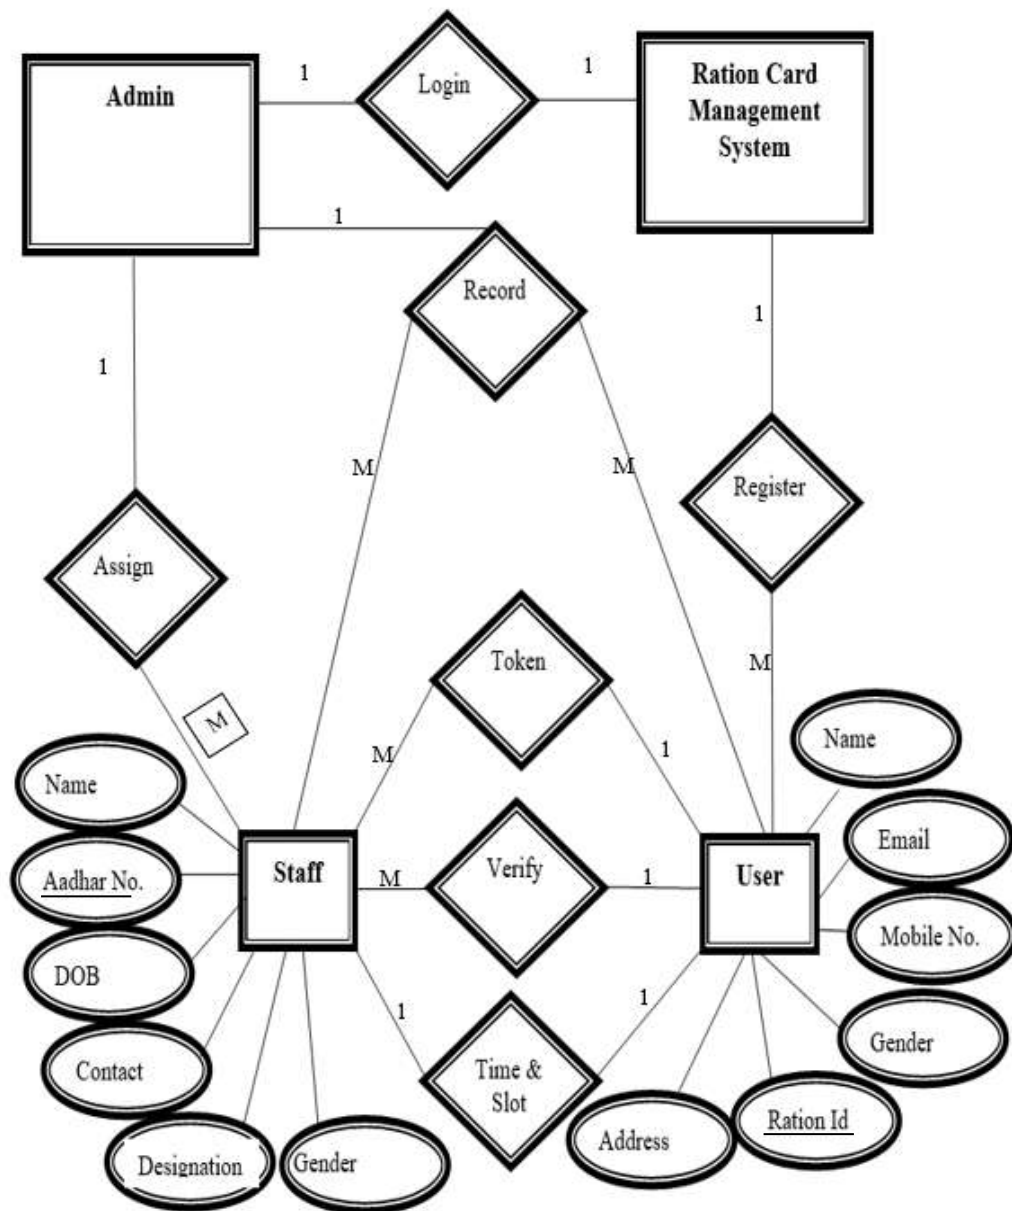 Admin
1
Login
1
Ration Card
Management
System
1
Record
1
1
M
M
Assign
Register
M
M
Token
M
1
Name
Aadhar No.
DOB
Contact
Designation
Gender
Staff
M
Verify
1
User
Name
Email
Mobile No.
Gender
Ration Id
Address
1
Time &
Slot
1